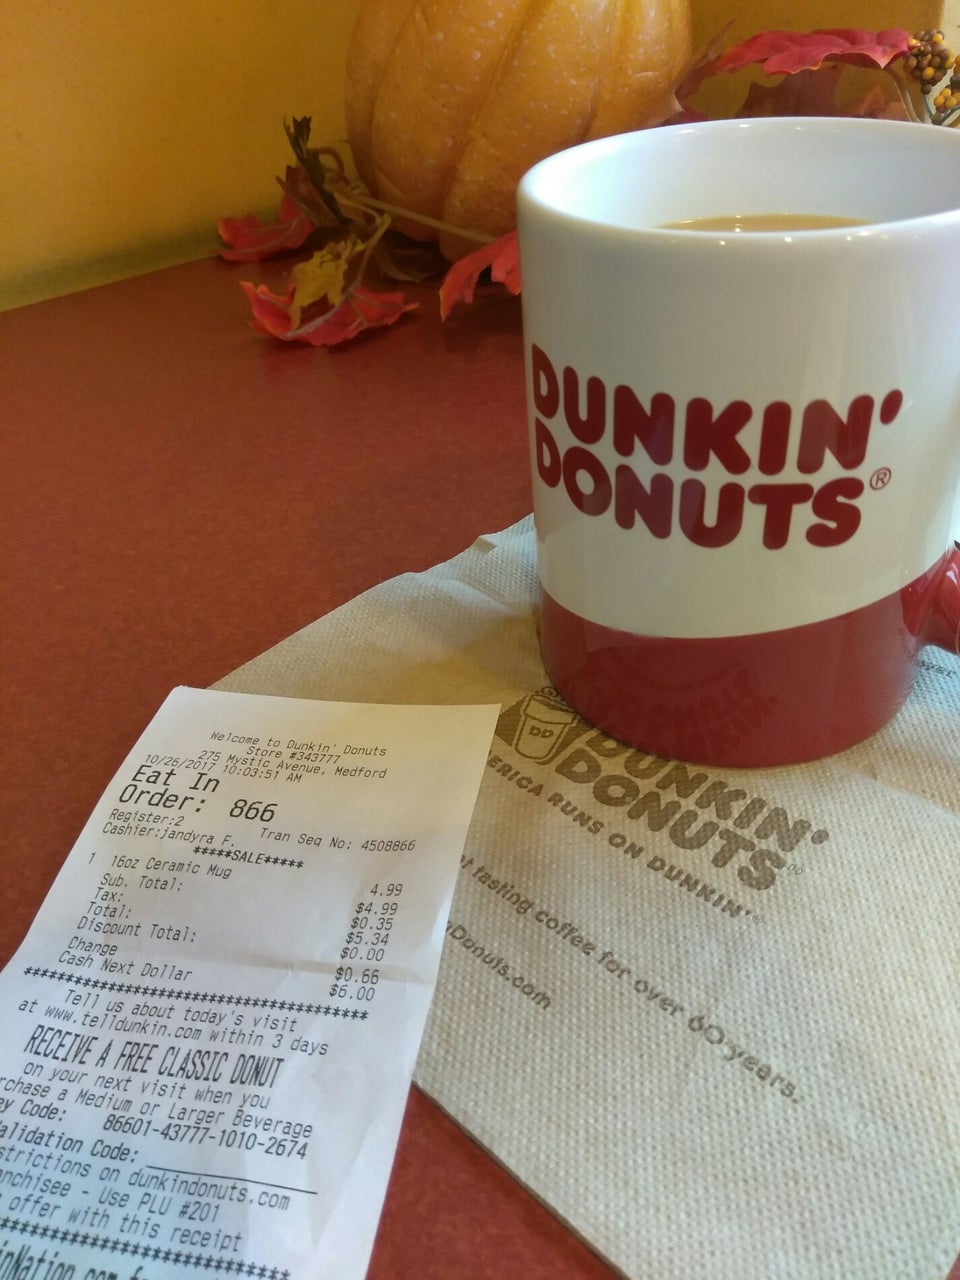 DUNKIN'
DONUTS®
Welcome to Dunkin' Donuts
Store #343777
275 Mystic Avenue, Medford
10/26/2017 10:03:51 AM
Eat In
Order: 866
Register:2 Tran Seq No: 4508866
Cashier:jandyra F.
*****SALE*****
1 16oz Ceramic Mug 4.99
Sub. Total: $4.99
Tax: $0.35
Total: $5.34
Discount Total: $0.00
Change $0.66
Cash Next Dollar $6.00
Tell us about today's visit
at www.telldunkin.com within 3 days
RECEIVE A FREE CLASSIC DONUT
on your next visit when you
rchase a Medium or Larger Beverage
ey Code: 86601-43777-1010-2674
alidation Code:
strictions on dunkindonuts.com
nchisee - Use PLU #201
offer with this receipt
DD
DUNKIN'
DONUTS®
ERICA RUNS ON DUNKIN'®
t tasting coffee for over 60 years.
nDonuts.com